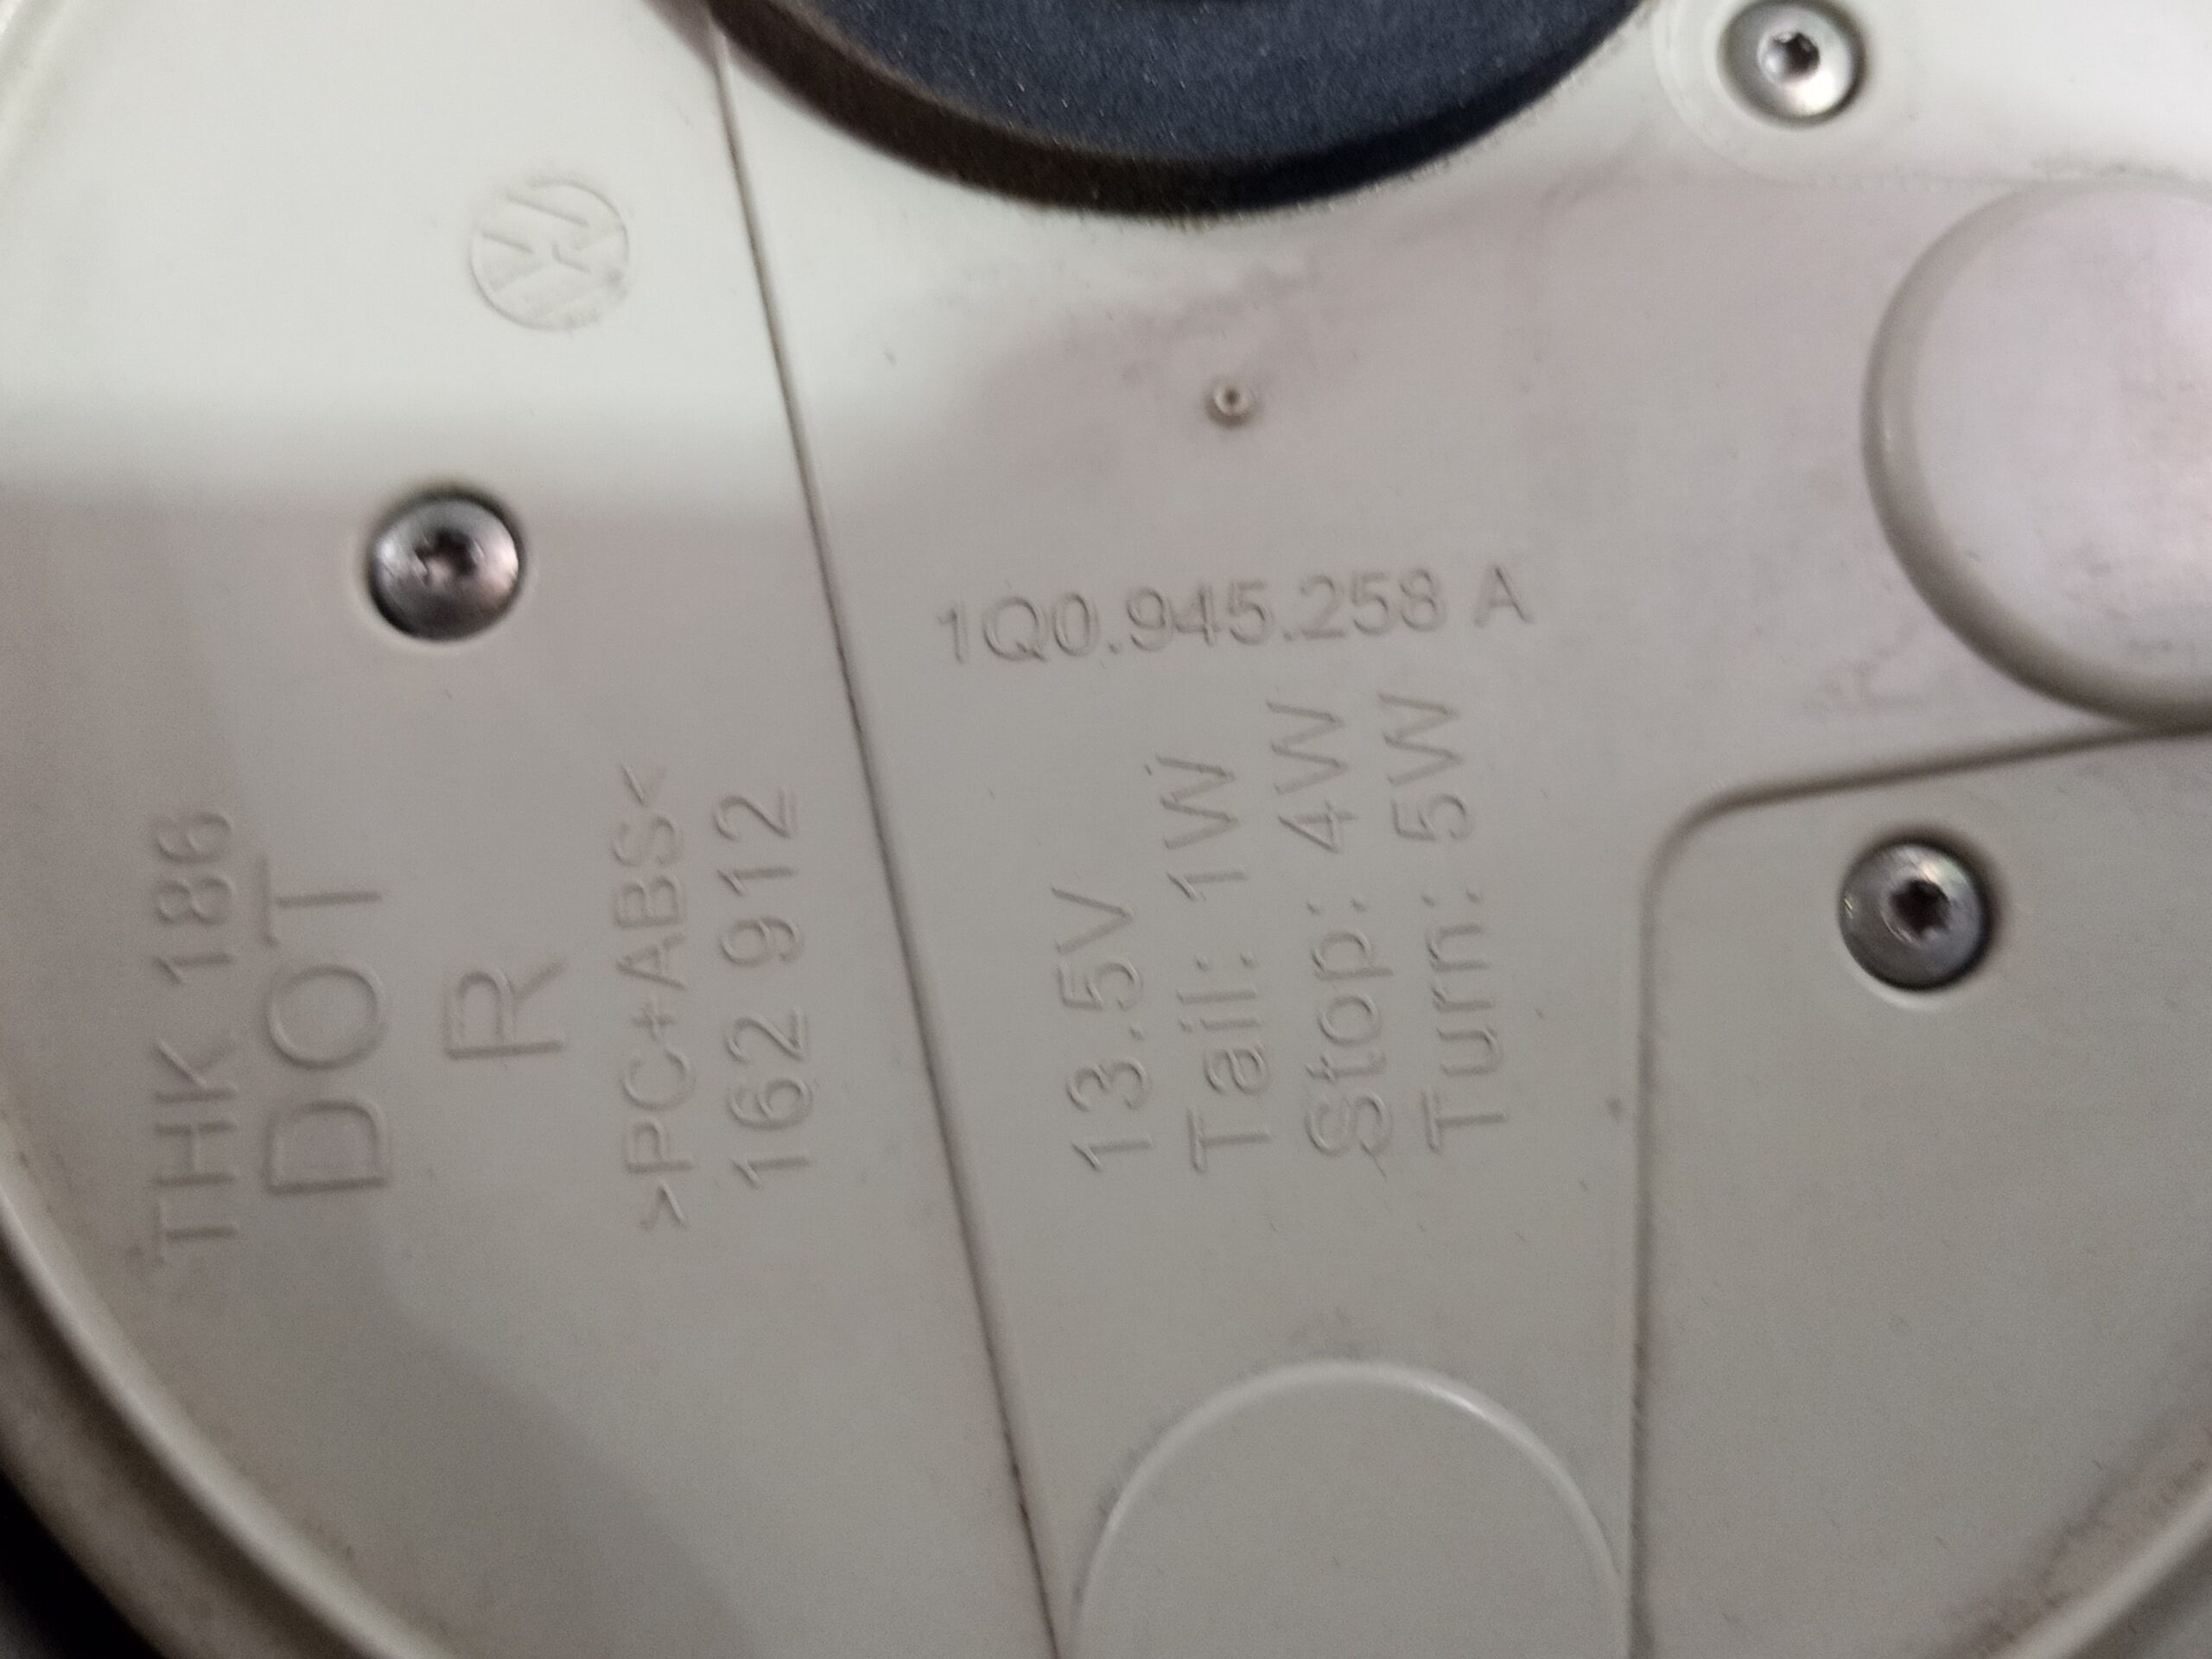 1Q0.945.258 A
THK 186
DOT
R
>PC+ABS<
162 912
13.5V
Tail: 1W
Stop: 4W
Turn: 5W